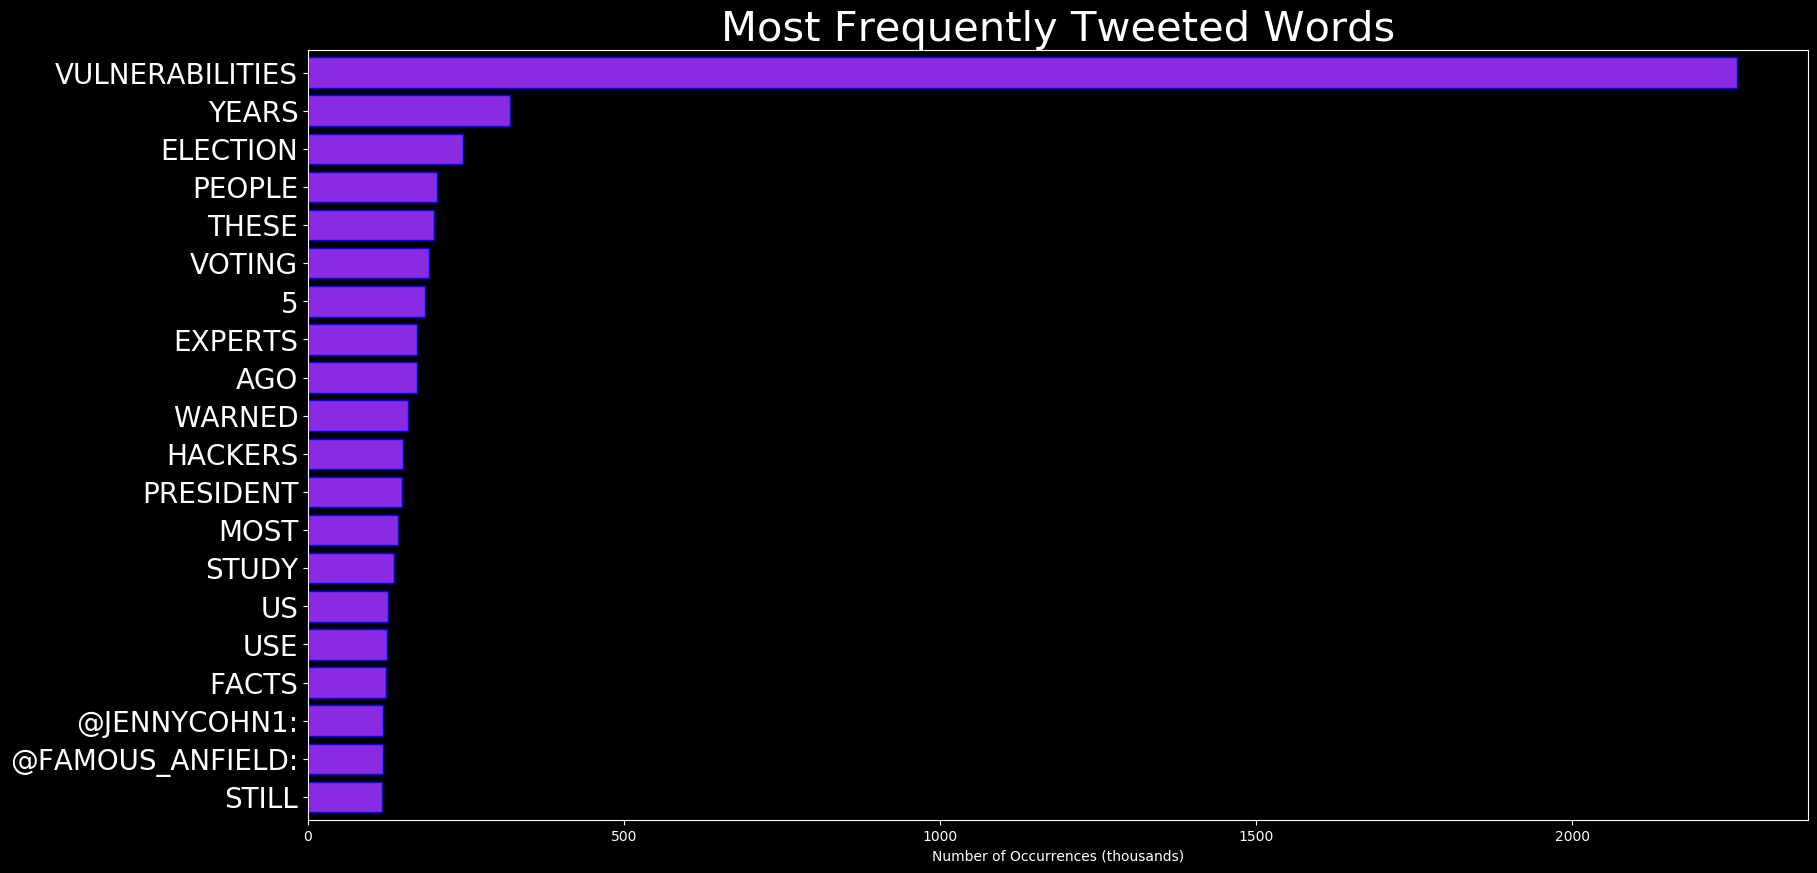 Most Frequently Tweeted Words
VULNERABILITIES
YEARS
ELECTION
PEOPLE
THESE
VOTING
5
EXPERTS
AGO
WARNED
HACKERS
PRESIDENT
MOST
STUDY
US
USE
FACTS
@JENNYCOHN1:
@FAMOUS_ANFIELD:
STILL
0 500 1000 1500 2000
Number of Occurrences (thousands)